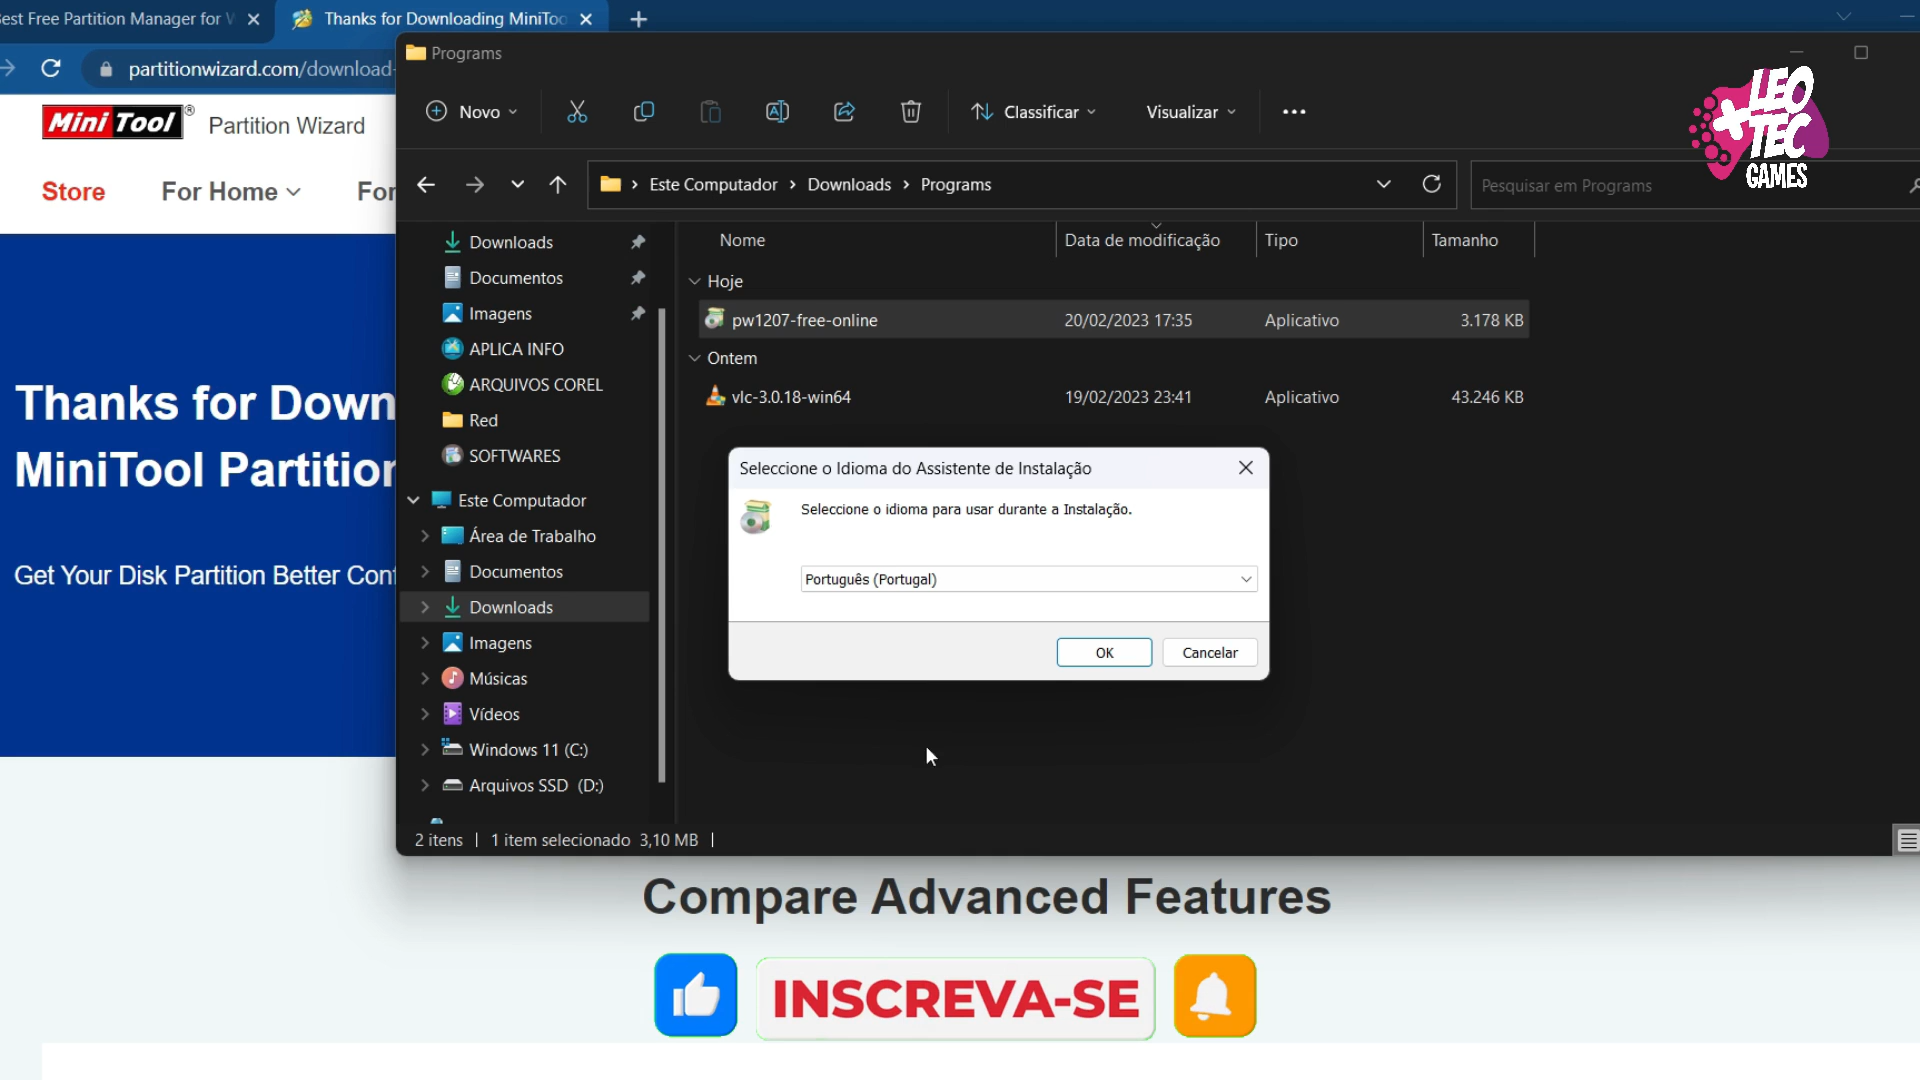 est Free Partition Manager for W
Thanks for Downloading MiniToo
partitionwizard.com/download-
Mini Tool® Partition Wizard
Store
For Home
For
Thanks for Down
MiniTool Partition
Get Your Disk Partition Better Con
Programs
Novo
Classificar
Visualizar
Este Computador
Downloads
Programs
Pesquisar em Programs
LEO
+TEC
GAMES
Downloads
Documentos
Imagens
APLICA INFO
ARQUIVOS COREL
Red
SOFTWARES
Este Computador
Área de Trabalho
Documentos
Downloads
Imagens
Músicas
Vídeos
Windows 11 (C:)
Arquivos SSD (D:)
Nome
Data de modificação
Tipo
Tamanho
Hoje
pw1207-free-online
20/02/2023 17:35
Aplicativo
3.178 KB
Ontem
vlc-3.0.18-win64
19/02/2023 23:41
Aplicativo
43.246 KB
Seleccione o Idioma do Assistente de Instalação
Seleccione o idioma para usar durante a Instalação.
Português (Portugal)
OK
Cancelar
2 itens
1 item selecionado 3,10 MB
Compare Advanced Features
INSCREVA-SE